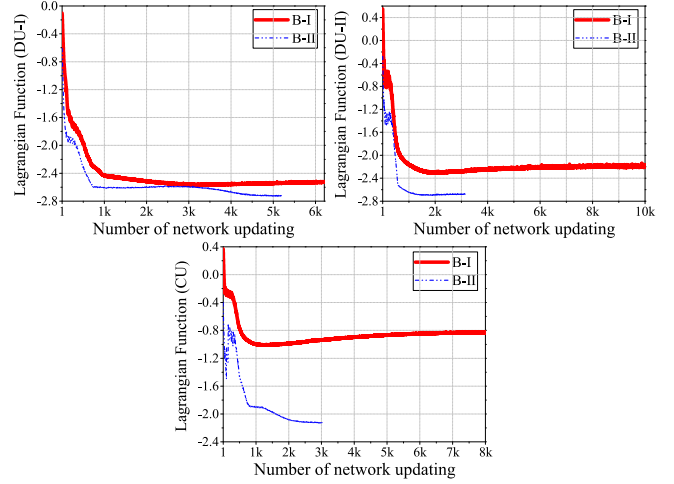 Lagrangian Function (DU-I)
0.0
-0.4
-0.8
-1.2
-1.6
-2.0
-2.4
-2.8
B-I
B-II
1 1k 2k 3k 4k 5k 6k
Number of network updating
Lagrangian Function (DU-II)
0.4
0.0
-0.4
-0.8
-1.2
-1.6
-2.0
-2.4
-2.8
B-I
B-II
1 2k 4k 6k 8k 10k
Number of network updating
Lagrangian Function (CU)
0.4
0.0
-0.4
-0.8
-1.2
-1.6
-2.0
-2.4
B-I
B-II
1 1k 2k 3k 4k 5k 6k 7k 8k
Number of network updating